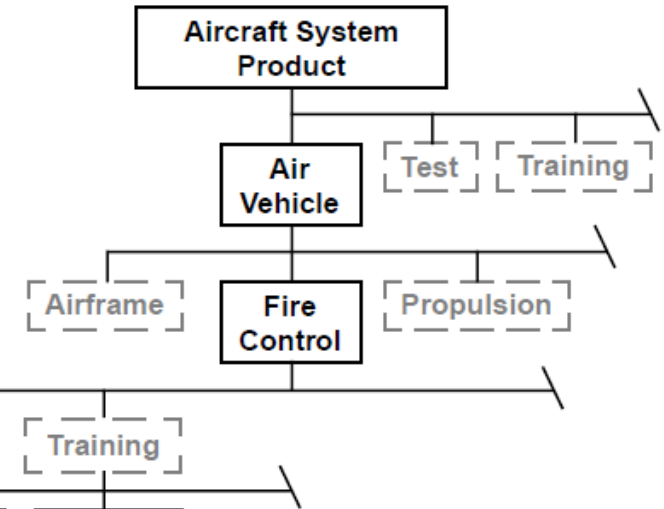 Aircraft System
Product
Test
Training
Air
Vehicle
Airframe
Fire
Control
Propulsion
Training